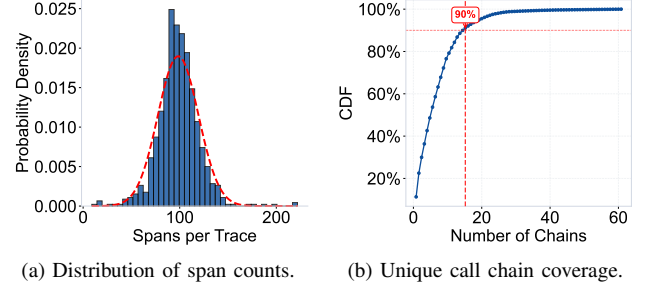 0.025
0.020
0.015
0.010
0.005
0.000
Probability Density
0 100 200
Spans per Trace
(a) Distribution of span counts.
100%
80%
60%
40%
20%
CDF
90%
0 20 40 60
Number of Chains
(b) Unique call chain coverage.